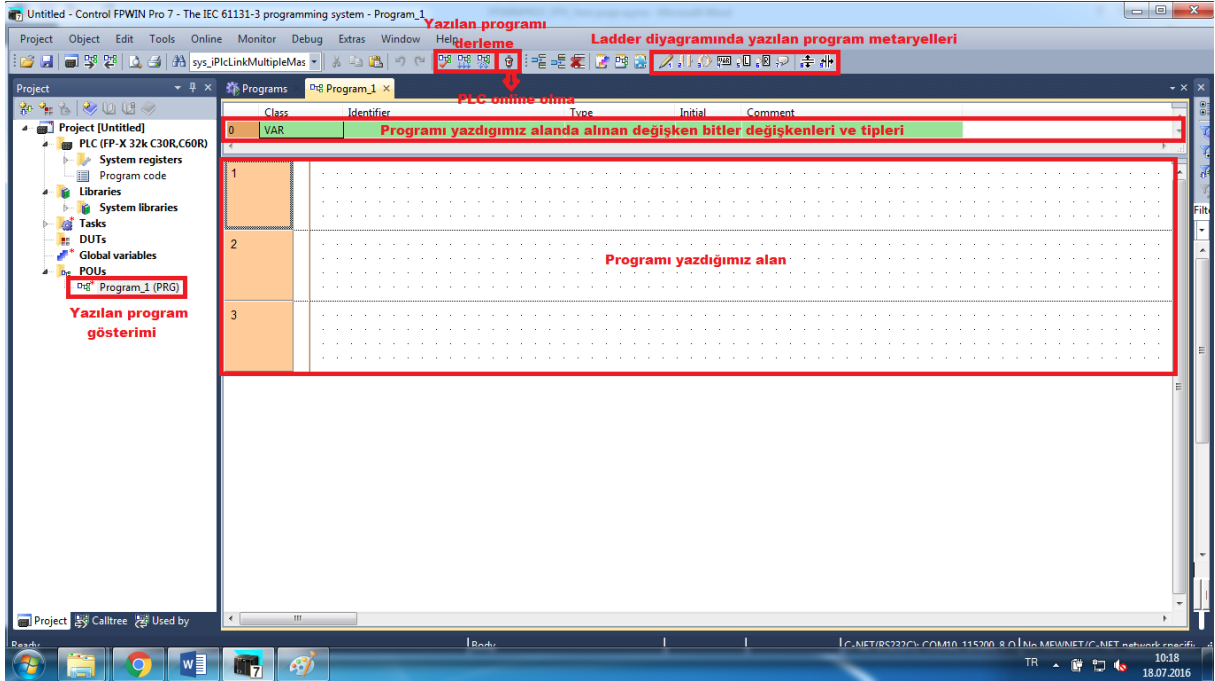 Untitled - Control FPWIN Pro 7 - The IEC 61131-3 programming system - Program_1
Yazılan programı
derleme
Project Object Edit Tools Online Monitor Debug Extras Window Help
Ladder diyagramında yazılan program metaryelleri
sys_iPlcLinkMultipleMas
PLC online olma
Project
Programs
Program_1
Class Identifier Type Initial Comment
0 VAR
Programı yazdıgımız alanda alınan değişken bitler değişkenleri ve tipleri
Project [Untitled]
PLC (FP-X 32k C30R,C60R)
System registers
Program code
Libraries
System libraries
Tasks
DUTs
Global variables
POUs
Program_1 (PRG)
Yazılan program
gösterimi
1
2
Programı yazdığımız alan
3
Filt
Project Calltree Used by
Ready
Body
C-NET(RS232C): COM10, 115200, 8, O
No MEWNET/C-NET network specifi
TR
10:18
18.07.2016